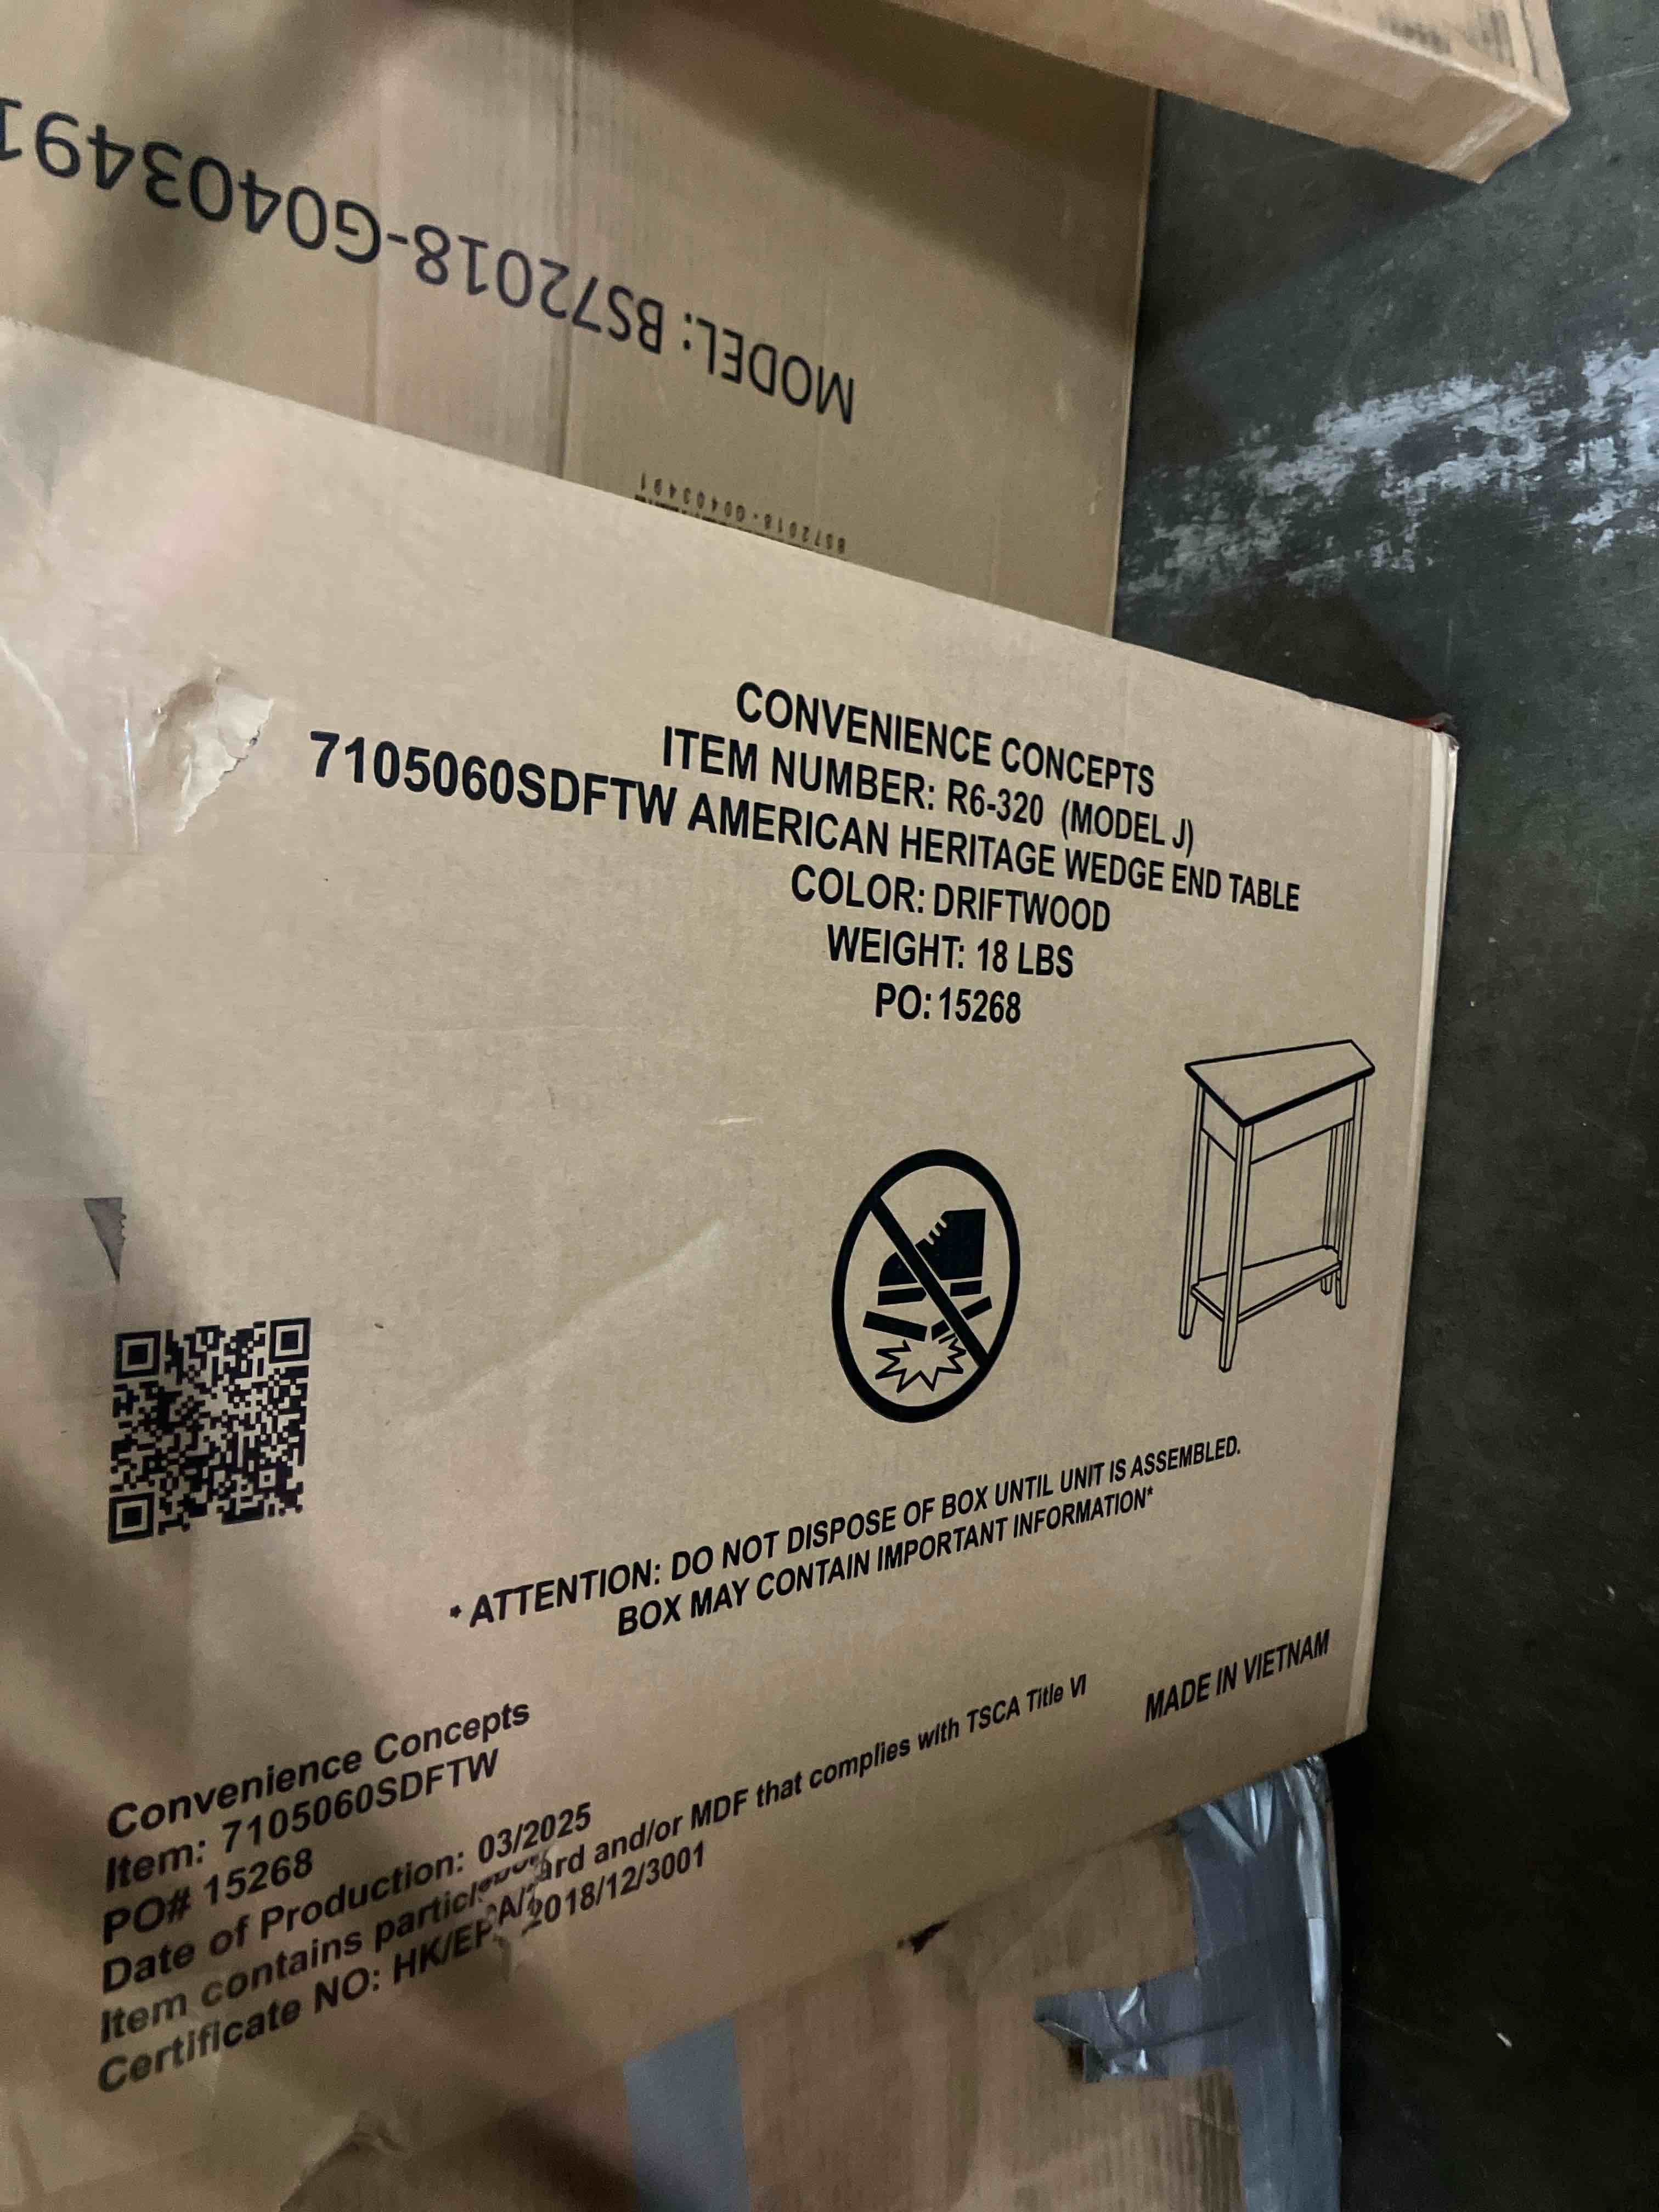 MODEL: BS72018-G0403491
BS72018-G0403491
CONVENIENCE CONCEPTS
ITEM NUMBER: R6-320 (MODEL J)
7105060SDFTW AMERICAN HERITAGE WEDGE END TABLE
COLOR: DRIFTWOOD
WEIGHT: 18 LBS
PO: 15268
* ATTENTION: DO NOT DISPOSE OF BOX UNTIL UNIT IS ASSEMBLED.
BOX MAY CONTAIN IMPORTANT INFORMATION*
MADE IN VIETNAM
Convenience Concepts
Item: 7105060SDFTW
PO# 15268
Date of Production: 03/2025
Item contains particleboard and/or MDF that complies with TSCA Title VI
Certificate NO: HK/EPA/2018/12/3001